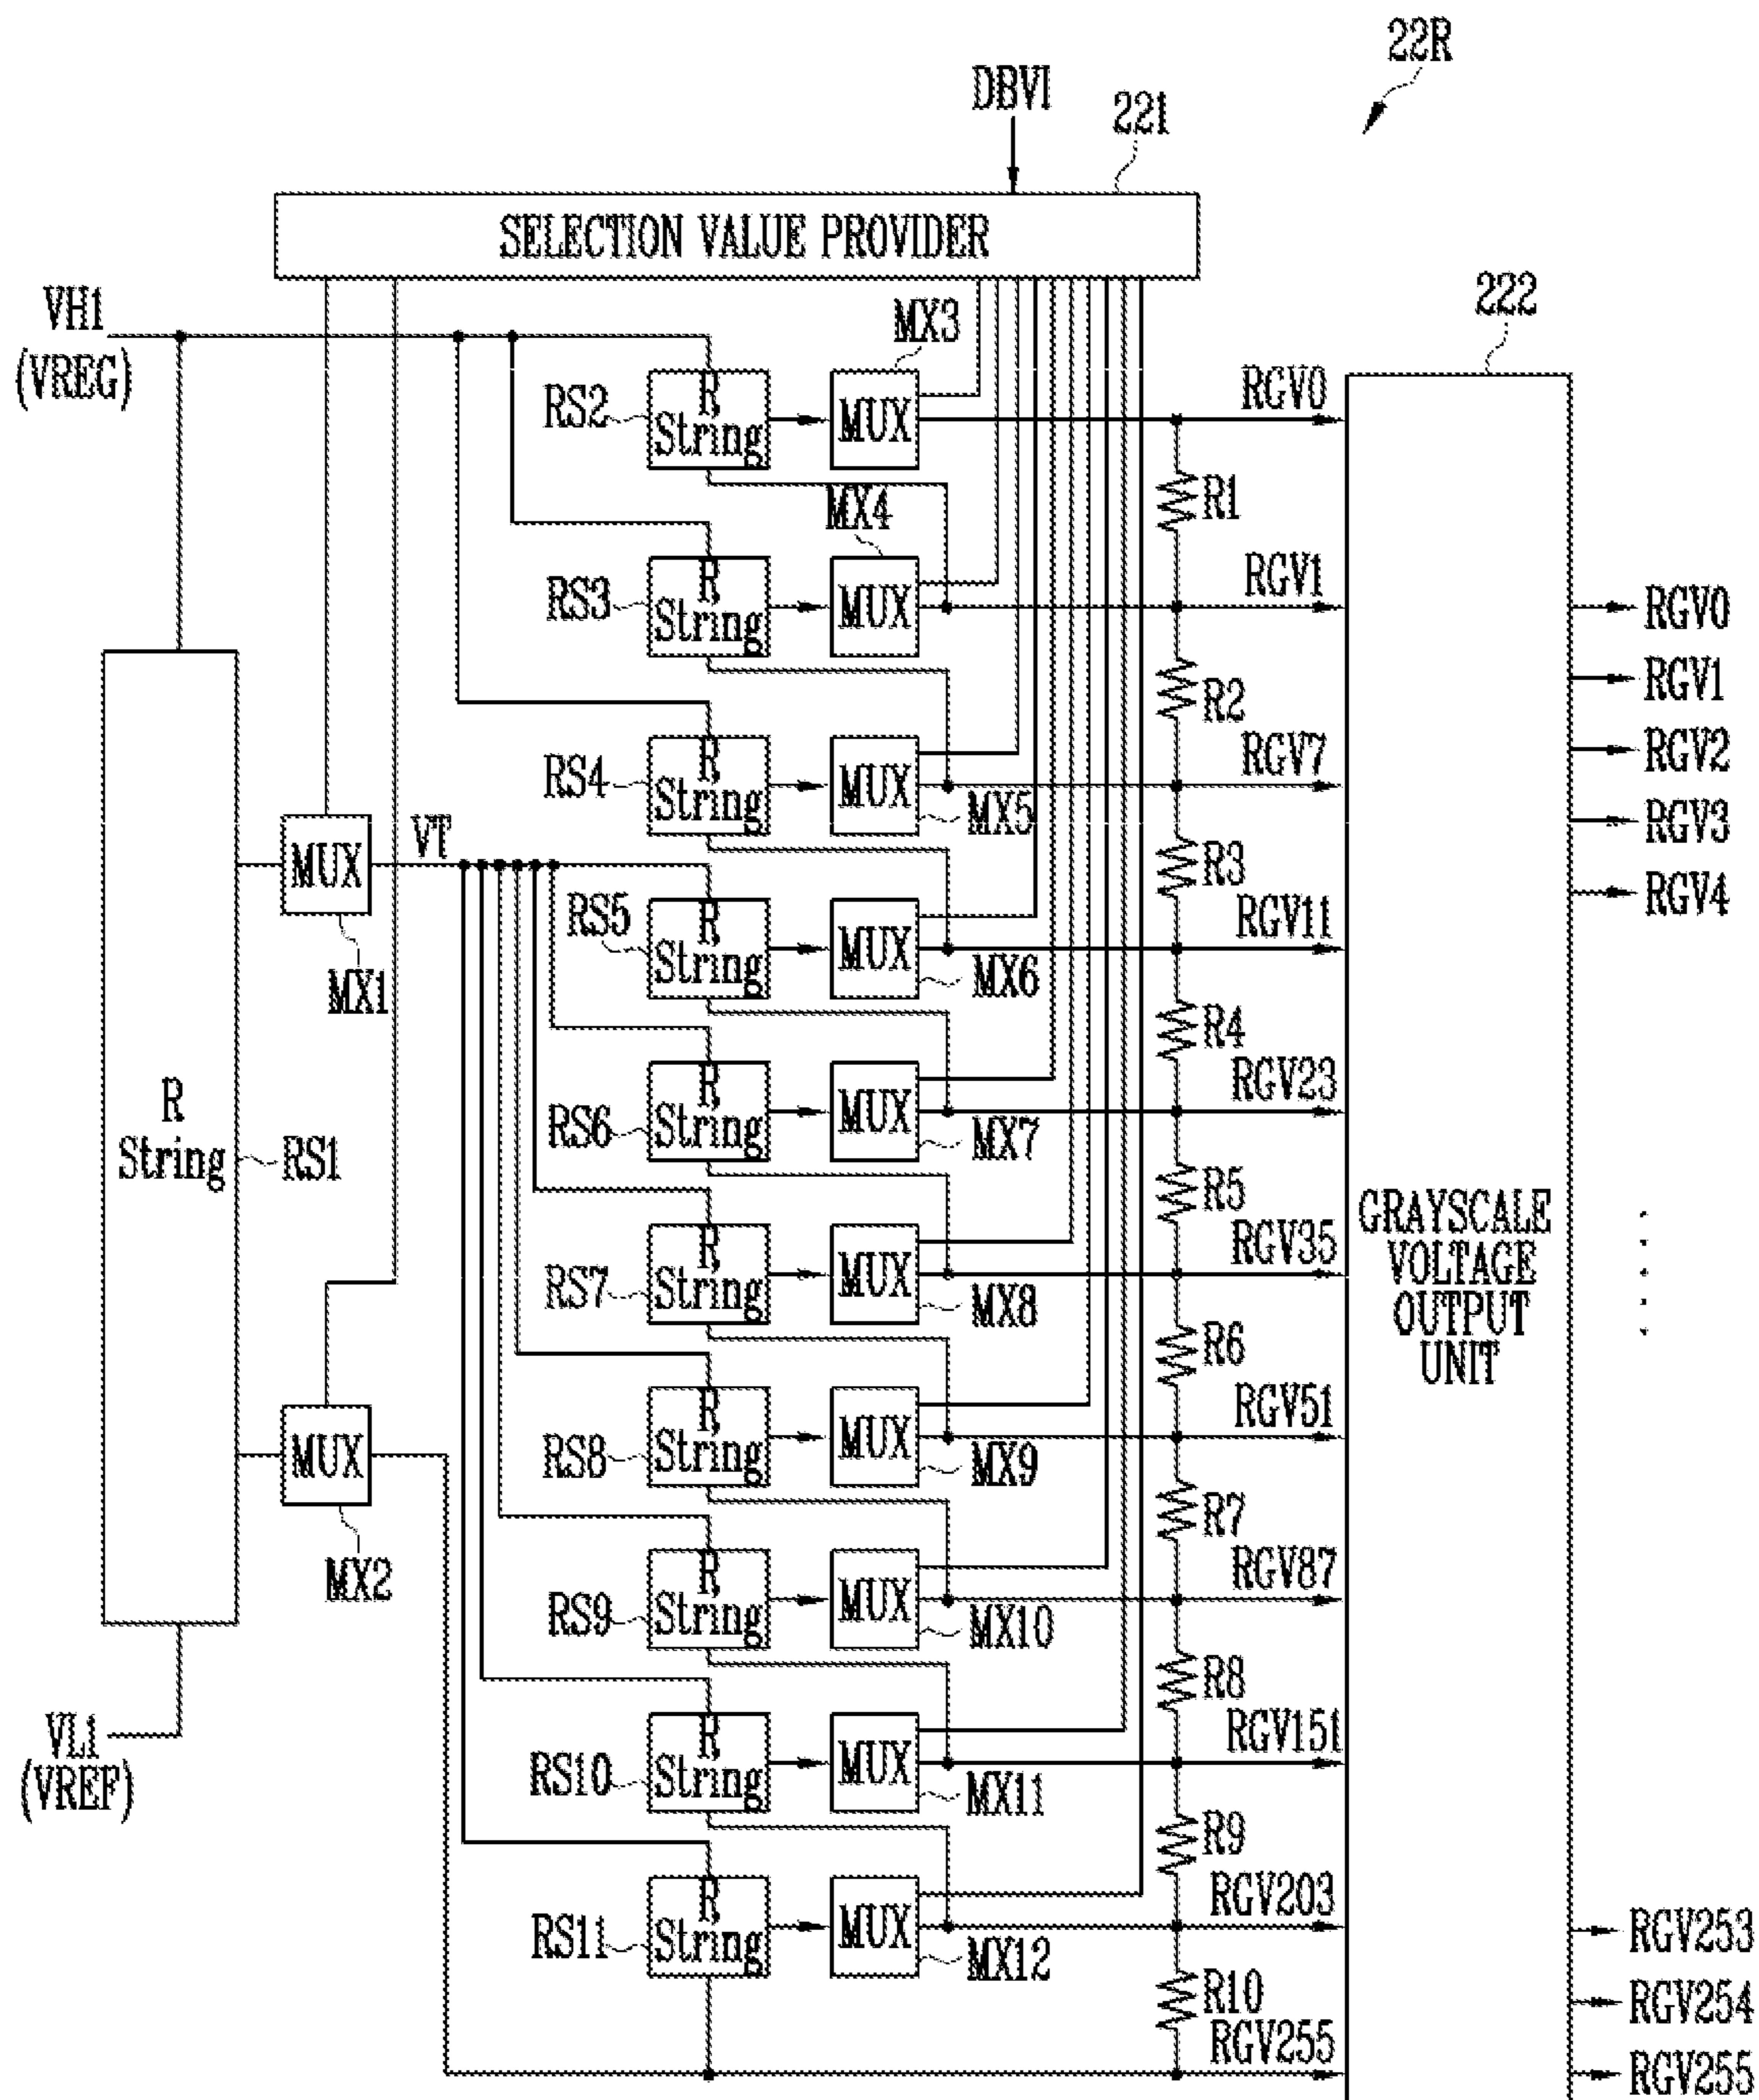 22R
DBVI
221
SELECTION VALUE PROVIDER
VH1
(VREG)
222
MX3
RS2
R
String
MUX
RGV0
R1
MX4
RS3
R
String
MUX
RGV1
RGV0
RGV1
R2
RS4
R
String
MUX
MX5
RGV7
RGV2
RGV3
MUX
VT
MX1
R3
RGV4
RS5
R
String
MUX
MX6
RGV11
R4
RS6
R
String
MUX
MX7
RGV23
R
String
RS1
R5
GRAYSCALE
VOLTAGE
OUTPUT
UNIT
RS7
R
String
MUX
MX8
RGV35
R6
RS8
R
String
MUX
MX9
RGV51
MUX
MX2
R7
RS9
R
String
MUX
MX10
RGV87
R8
VL1
(VREF)
RS10
R
String
MUX
MX11
RGV151
R9
RS11
R
String
MUX
MX12
RGV203
RGV253
R10
RGV254
RGV255
RGV255